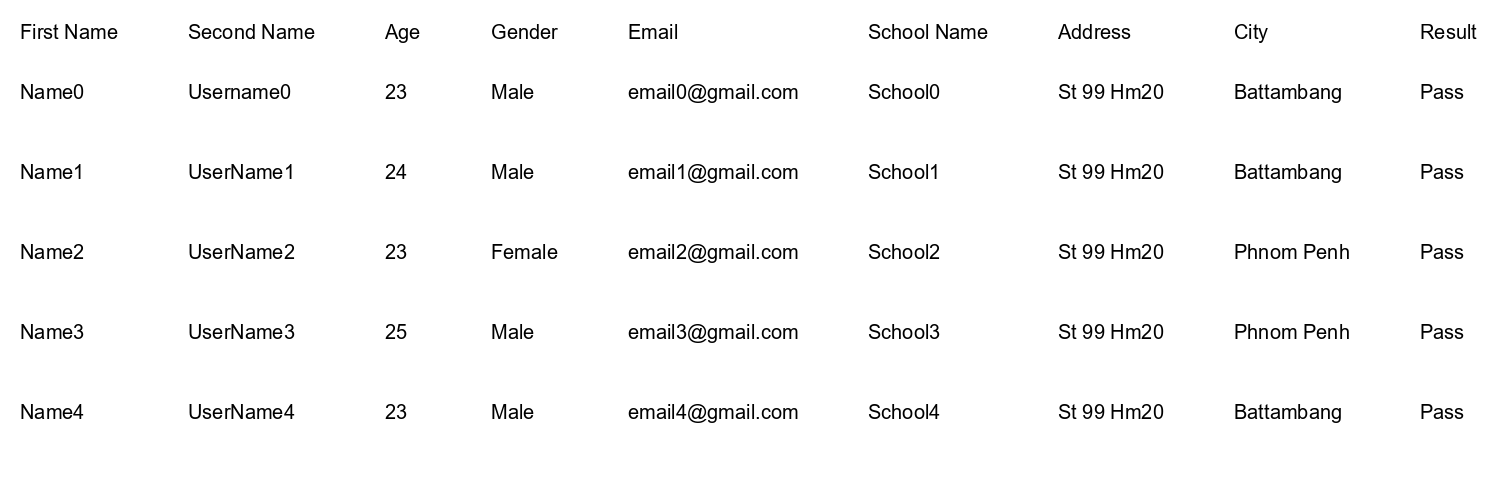 First Name Second Name Age Gender Email School Name Address City Result
Name0 Username0 23 Male email0@gmail.com School0 St 99 Hm20 Battambang Pass
Name1 UserName1 24 Male email1@gmail.com School1 St 99 Hm20 Battambang Pass
Name2 UserName2 23 Female email2@gmail.com School2 St 99 Hm20 Phnom Penh Pass
Name3 UserName3 25 Male email3@gmail.com School3 St 99 Hm20 Phnom Penh Pass
Name4 UserName4 23 Male email4@gmail.com School4 St 99 Hm20 Battambang Pass